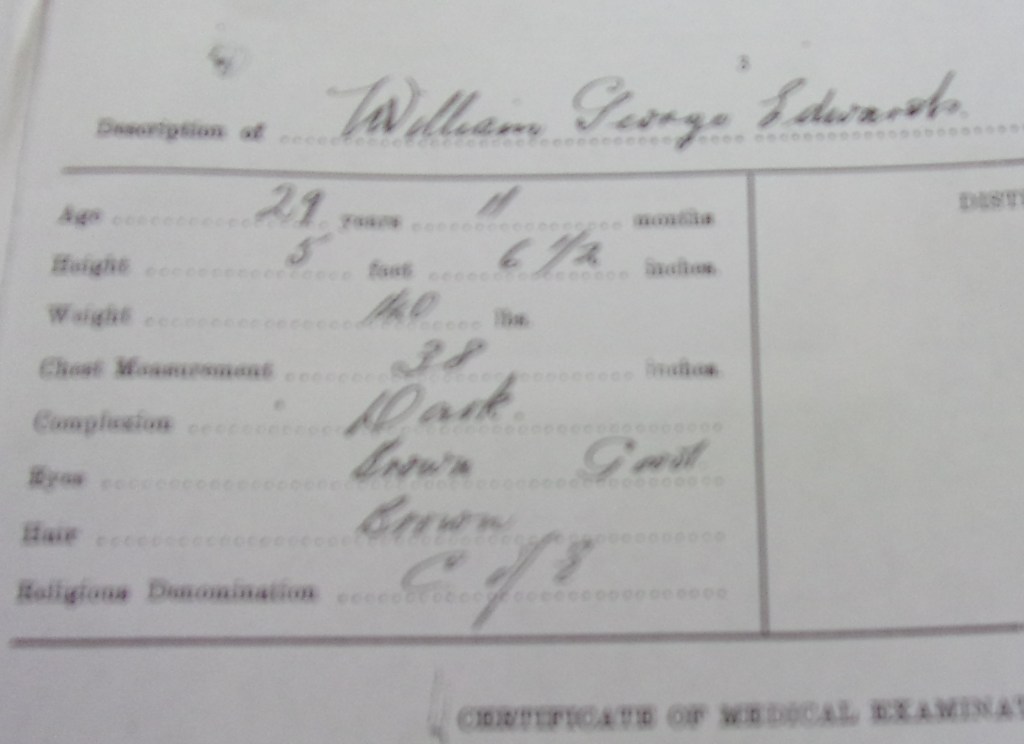 3
Description of William George Edwards.
Age 29 years 11 months
Height 5 feet 6 1/2 inches
Weight 140 lbs.
Chest Measurement 38 inches
Complexion Dark.
Eyes Brown Good
Hair Brown
Religious Denomination C of E
DIST
CERTIFICATE OF MEDICAL EXAMINAT